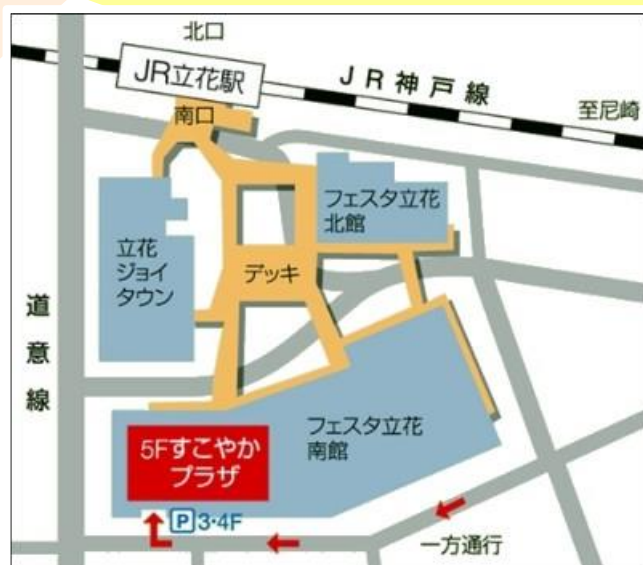 北口
JR立花駅
JR神戸線
南口
至尼崎
フェスタ立花
北館
立花
ジョイ
タウン
デッキ
道意線
フェスタ立花
南館
5Fすこやか
プラザ
P3・4F
一方通行